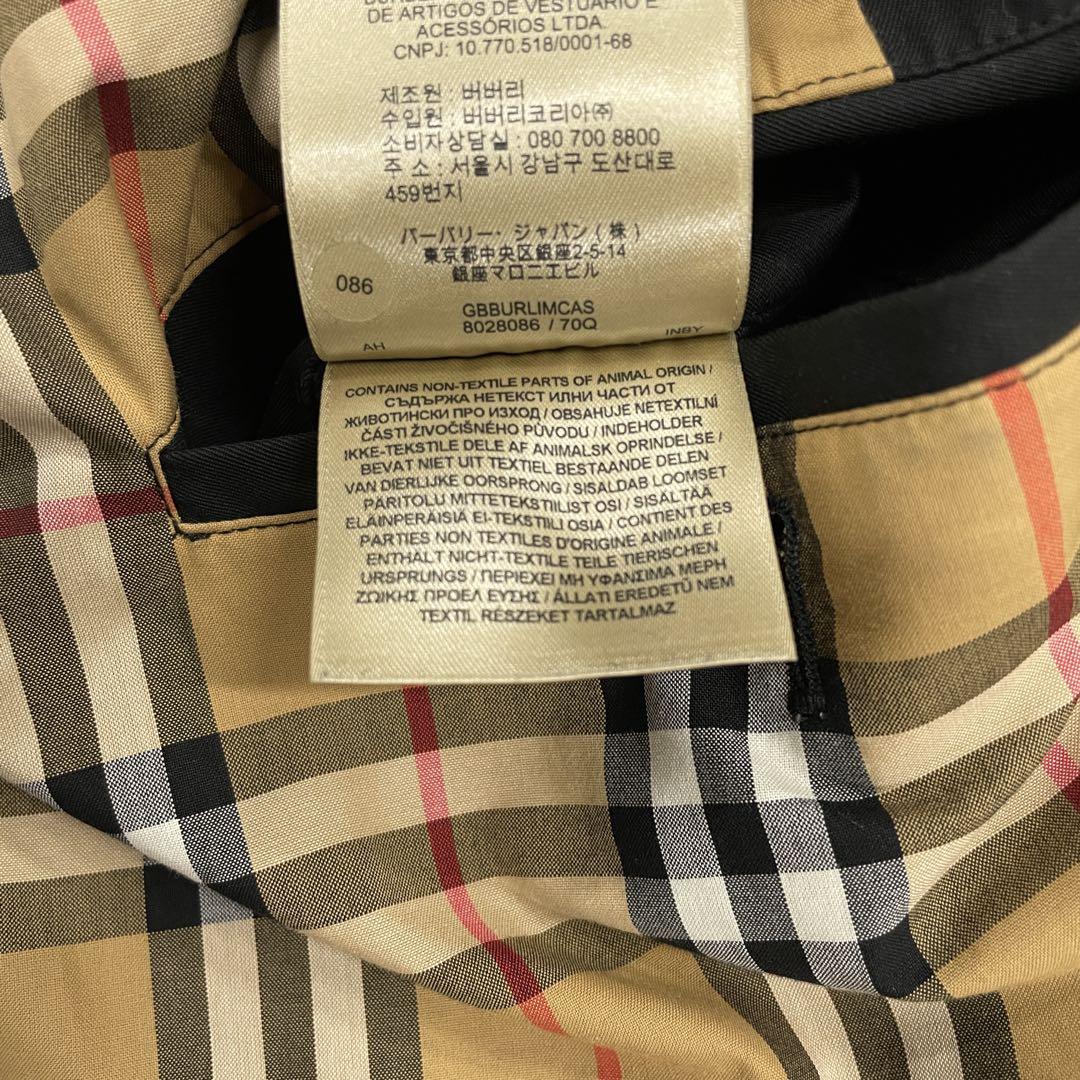 DE ARTIGOS DE VESTUÁRIO E
ACESSÓRIOS LTDA.
CNPJ: 10.770.518/0001-68
제조원 : 버버리
수입원 : 버버리코리아㈜
소비자상담실 : 080 700 8800
주 소 : 서울시 강남구 도산대로
459번지
バーバリー・ジャパン(株)
東京都中央区銀座2-5-14
銀座マロニエビル
086
GBBURLIMCAS
8028086 / 70Q
AH INBY
CONTAINS NON-TEXTILE PARTS OF ANIMAL ORIGIN /
СЪДЪРЖА НЕТЕКСТ ИЛНИ ЧАСТИ ОТ
ЖИВОТИНСКИ ПРО ИЗХОД / OBSAHUJE NETEXTILNÍ
ČÁSTI ŽIVOČIŠNÉHO PŮVODU / INDEHOLDER
IKKE-TEKSTILE DELE AF ANIMALSK OPRINDELSE /
BEVAT NIET UIT TEXTIEL BESTAANDE DELEN
VAN DIERLIJKE OORSPRONG / SISALDAB LOOMSET
PÄRITOLU MITTETEKSTIILIST OSI / SISÄLTÄÄ
ELÄINPERÄISIÄ EI-TEKSTIILI OSIA / CONTIENT DES
PARTIES NON TEXTILES D'ORIGINE ANIMALE /
ENTHÄLT NICHT-TEXTILE TEILE TIERISCHEN
URSPRUNGS / ΠΕΡΙΕΧΕΙ ΜΗ ΥΦΑΝΣΙΜΑ ΜΕΡΗ
ΖΩΙΚΗΣ ΠΡΟΕΛ ΕΥΣΗΣ / ÁLLATI EREDETŰ NEM
TEXTIL RÉSZEKET TARTALMAZ